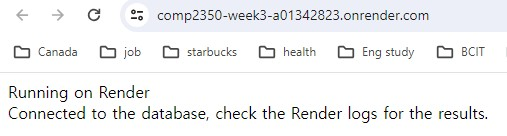 comp2350-week3-a01342823.onrender.com
Canada job starbucks health Eng study BCIT
Running on Render
Connected to the database, check the Render logs for the results.